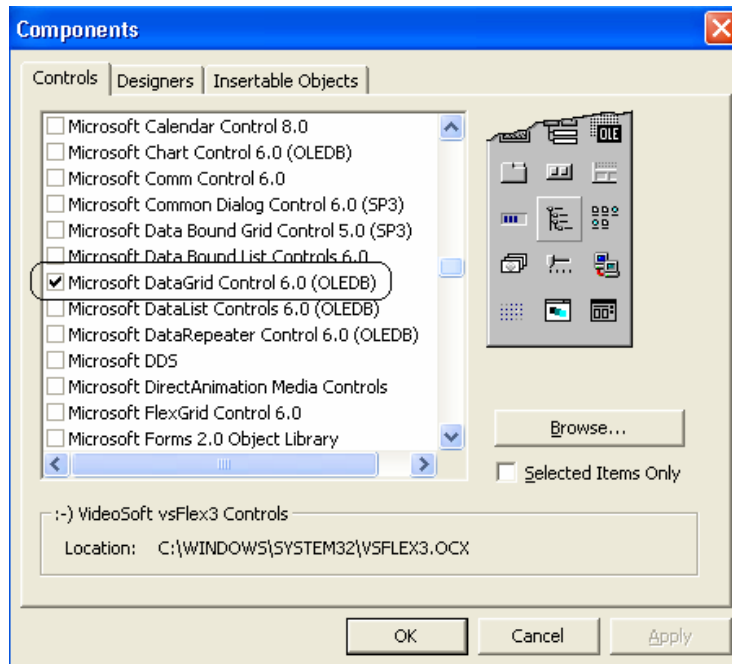 Components
Controls Designers Insertable Objects
Microsoft Calendar Control 8.0
Microsoft Chart Control 6.0 (OLEDB)
Microsoft Comm Control 6.0
Microsoft Common Dialog Control 6.0 (SP3)
Microsoft Data Bound Grid Control 5.0 (SP3)
Microsoft Data Bound List Controls 6.0
Microsoft DataGrid Control 6.0 (OLEDB)
Microsoft DataList Controls 6.0 (OLEDB)
Microsoft DataRepeater Control 6.0 (OLEDB)
Microsoft DDS
Microsoft DirectAnimation Media Controls
Microsoft FlexGrid Control 6.0
Microsoft Forms 2.0 Object Library
OLE
Browse...
Selected Items Only
:-) VideoSoft vsFlex3 Controls
Location: C:\WINDOWS\SYSTEM32\VSFLEX3.OCX
OK Cancel Apply